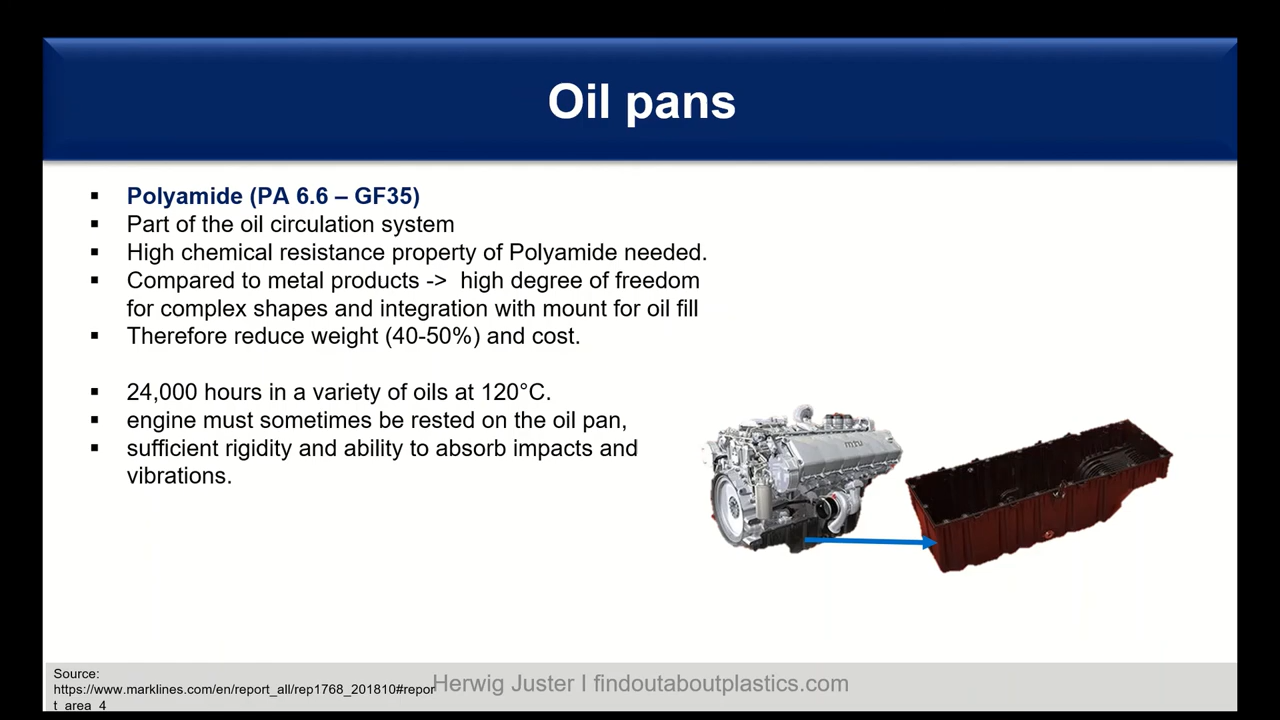 Oil pans
▪ Polyamide (PA 6.6 – GF35)
▪ Part of the oil circulation system
▪ High chemical resistance property of Polyamide needed.
▪ Compared to metal products -> high degree of freedom
for complex shapes and integration with mount for oil fill
▪ Therefore reduce weight (40-50%) and cost.
▪ 24,000 hours in a variety of oils at 120°C.
▪ engine must sometimes be rested on the oil pan,
▪ sufficient rigidity and ability to absorb impacts and
vibrations.
mtu
Source:
https://www.marklines.com/en/report_all/rep1768_201810#repor
t_area_4
Herwig Juster I findoutaboutplastics.com